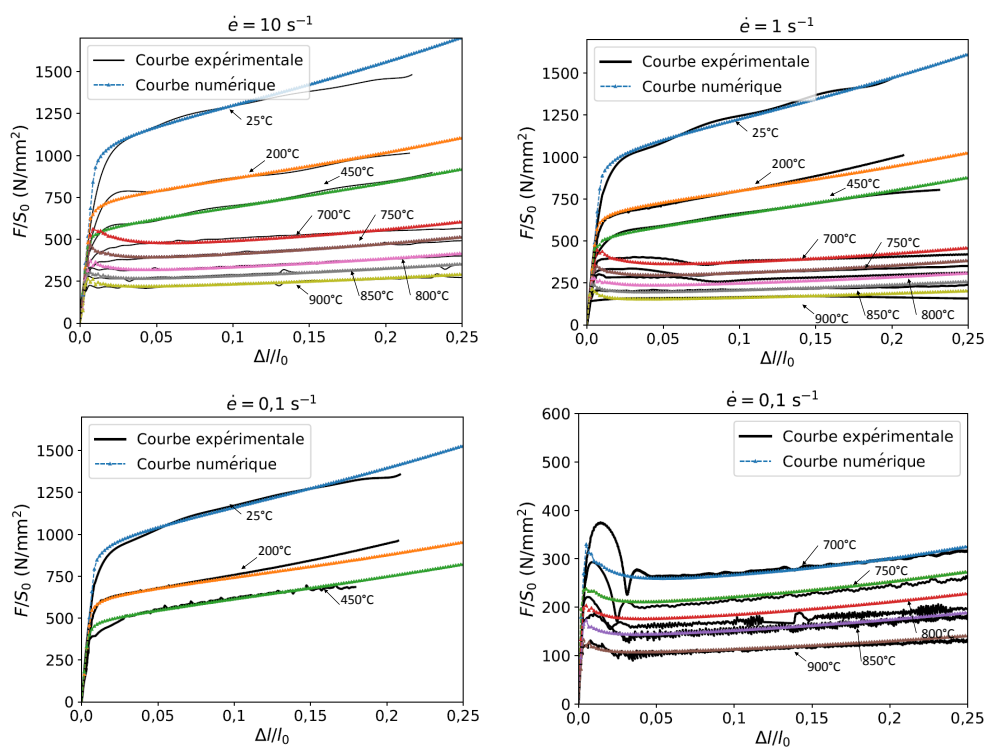 ė = 10 s⁻¹
F/S₀ (N/mm²)
1500
1250
1000
750
500
250
0
Courbe expérimentale
Courbe numérique
25°C
200°C
450°C
700°C
750°C
900°C
850°C
800°C
0,0
0,05
0,1
0,15
0,2
0,25
Δl/l₀
ė = 1 s⁻¹
F/S₀ (N/mm²)
1500
1250
1000
750
500
250
0
Courbe expérimentale
Courbe numérique
25°C
200°C
450°C
700°C
750°C
900°C
850°C
800°C
0,0
0,05
0,1
0,15
0,2
0,25
Δl/l₀
ė = 0,1 s⁻¹
F/S₀ (N/mm²)
1500
1250
1000
750
500
250
0
Courbe expérimentale
Courbe numérique
25°C
200°C
450°C
0,0
0,05
0,1
0,15
0,2
0,25
Δl/l₀
ė = 0,1 s⁻¹
F/S₀ (N/mm²)
600
500
400
300
200
100
0
Courbe expérimentale
Courbe numérique
700°C
750°C
800°C
850°C
900°C
0,0
0,05
0,1
0,15
0,2
0,25
Δl/l₀